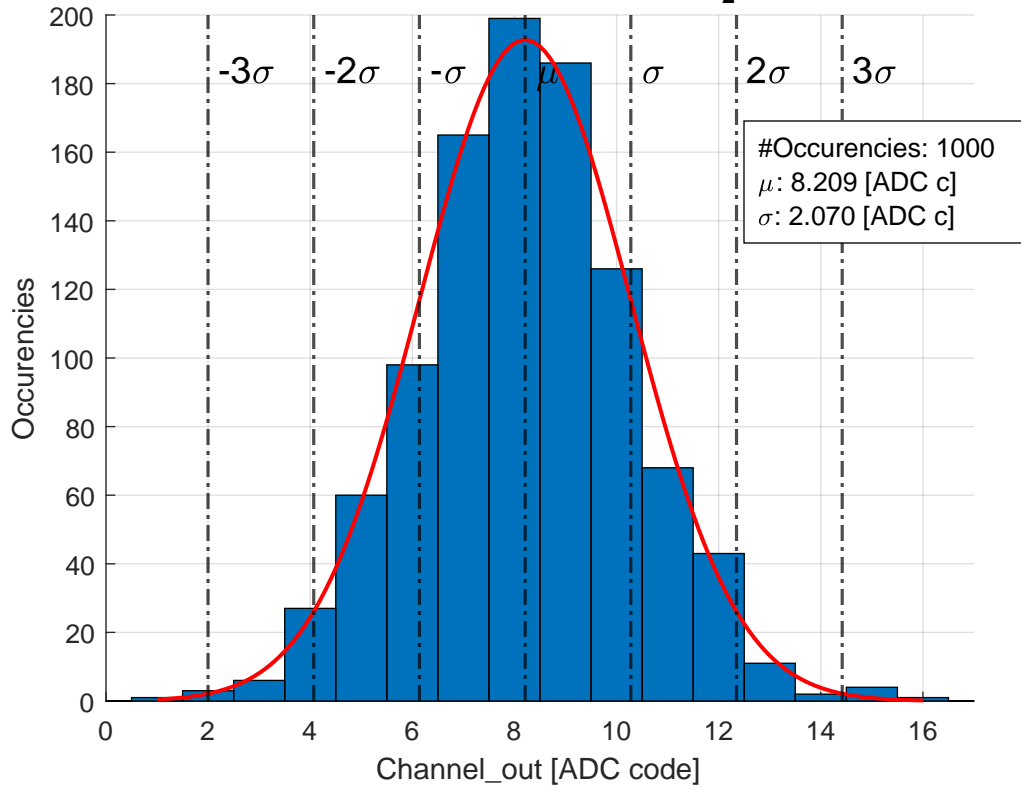 2
200
180
160
140
120
100
80
60
40
20
0
Occurencies
-3σ -2σ -σ μ σ 2σ 3σ
#Occurencies: 1000
μ: 8.209 [ADC c]
σ: 2.070 [ADC c]
0 2 4 6 8 10 12 14 16
Channel_out [ADC code]